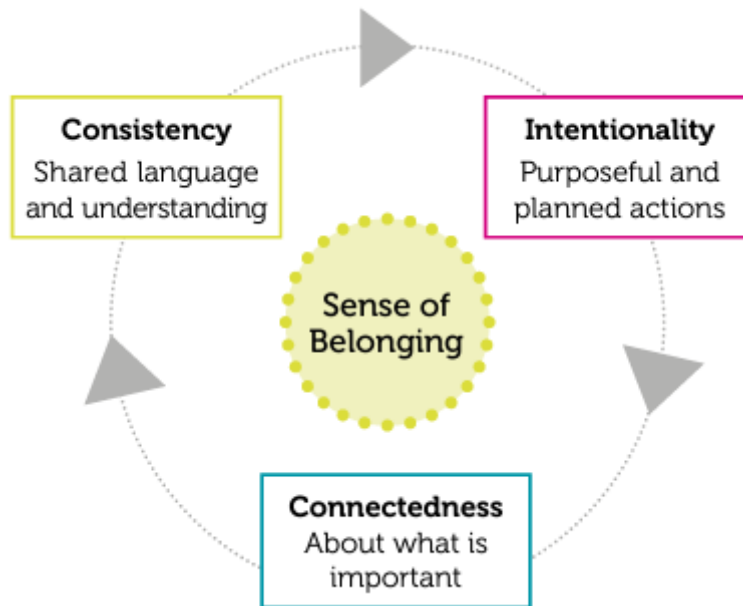 Consistency
Shared language
and understanding
Intentionality
Purposeful and
planned actions
Sense of
Belonging
Connectedness
About what is
important